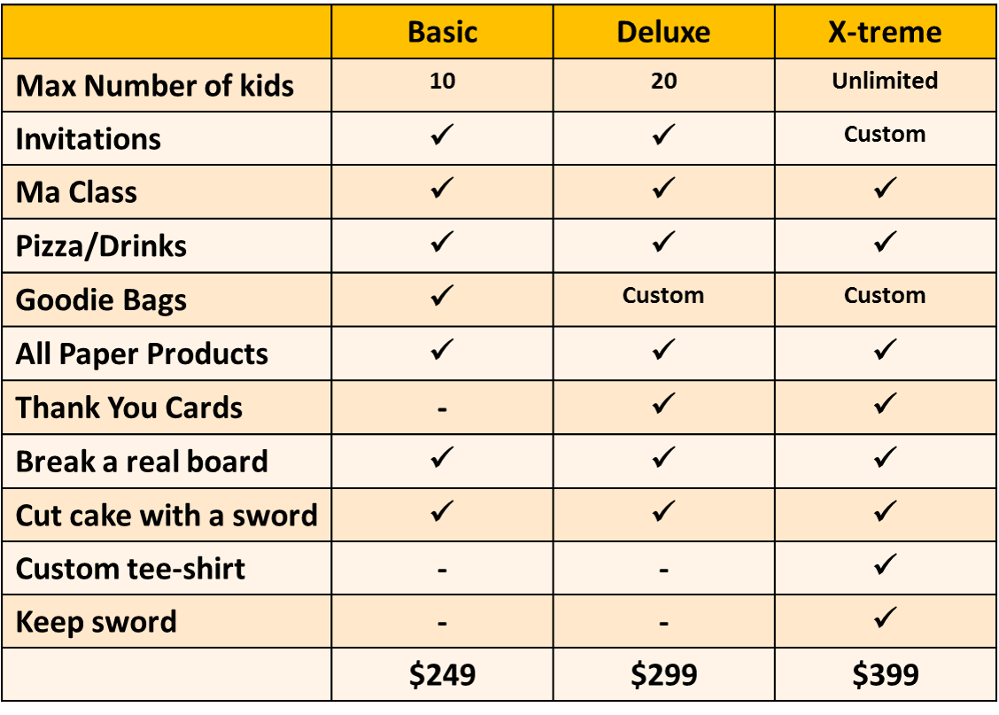 Basic Deluxe X-treme
Max Number of kids 10 20 Unlimited
Invitations ✓ ✓ Custom
Ma Class ✓ ✓ ✓
Pizza/Drinks ✓ ✓ ✓
Goodie Bags ✓ Custom Custom
All Paper Products ✓ ✓ ✓
Thank You Cards - ✓ ✓
Break a real board ✓ ✓ ✓
Cut cake with a sword ✓ ✓ ✓
Custom tee-shirt - - ✓
Keep sword - - ✓
$249 $299 $399